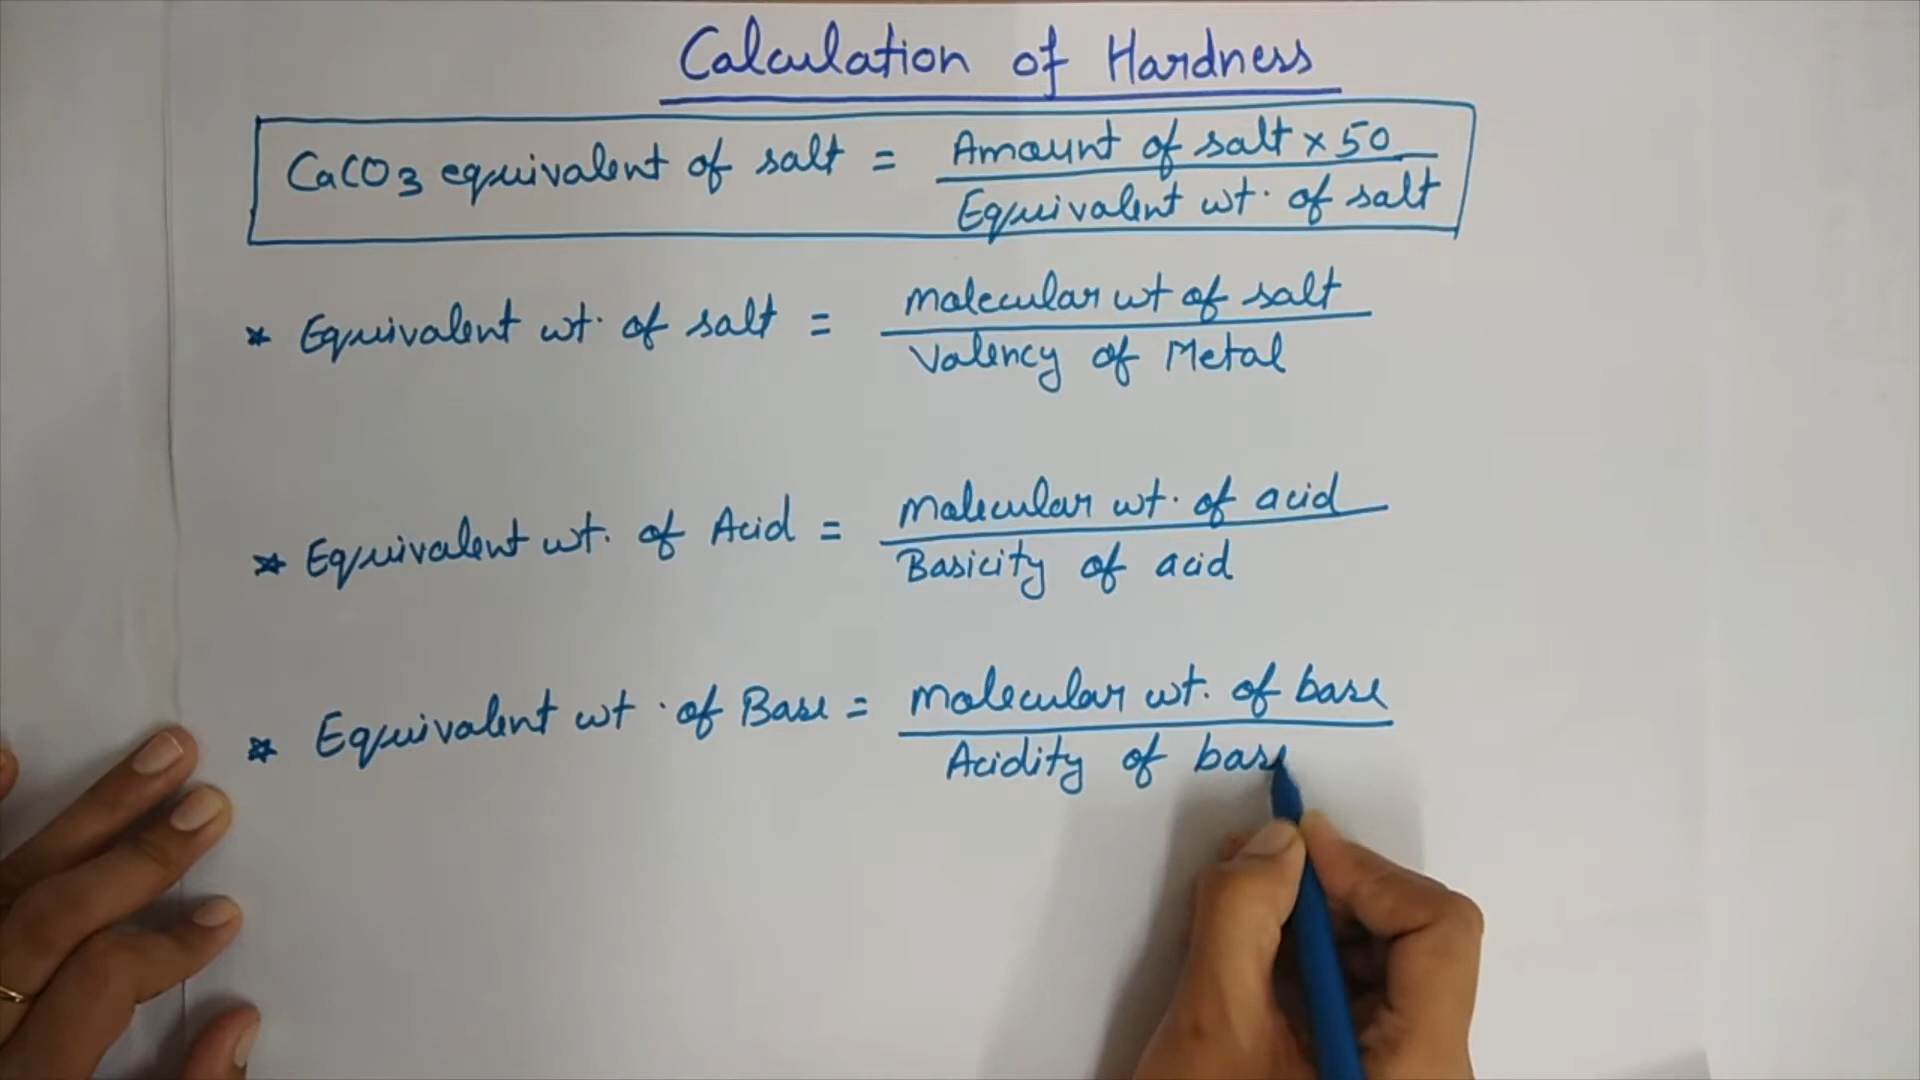 Calculation of Hardness
CaCO3 equivalent of salt = Amount of salt × 50
Equivalent wt. of salt
* Equivalent wt. of salt = Molecular wt of salt
Valency of Metal
* Equivalent wt. of Acid = Molecular wt. of acid
Basicity of acid
* Equivalent wt. of Base = Molecular wt. of base
Acidity of base